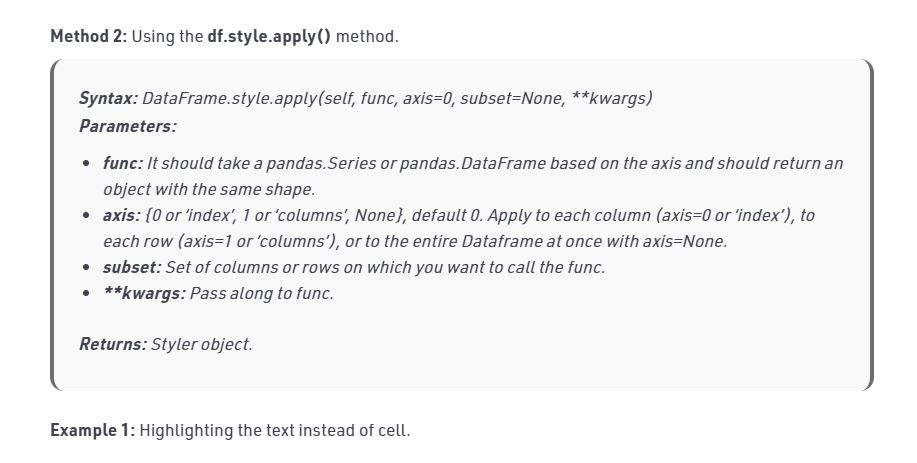 Method 2: Using the df.style.apply() method.
Syntax: DataFrame.style.apply(self, func, axis=0, subset=None, **kwargs)
Parameters:
• func: It should take a pandas.Series or pandas.DataFrame based on the axis and should return an
object with the same shape.
• axis: {0 or ‘index’, 1 or ‘columns’, None}, default 0. Apply to each column (axis=0 or ‘index’), to
each row (axis=1 or ‘columns’), or to the entire Dataframe at once with axis=None.
• subset: Set of columns or rows on which you want to call the func.
• **kwargs: Pass along to func.
Returns: Styler object.
Example 1: Highlighting the text instead of cell.